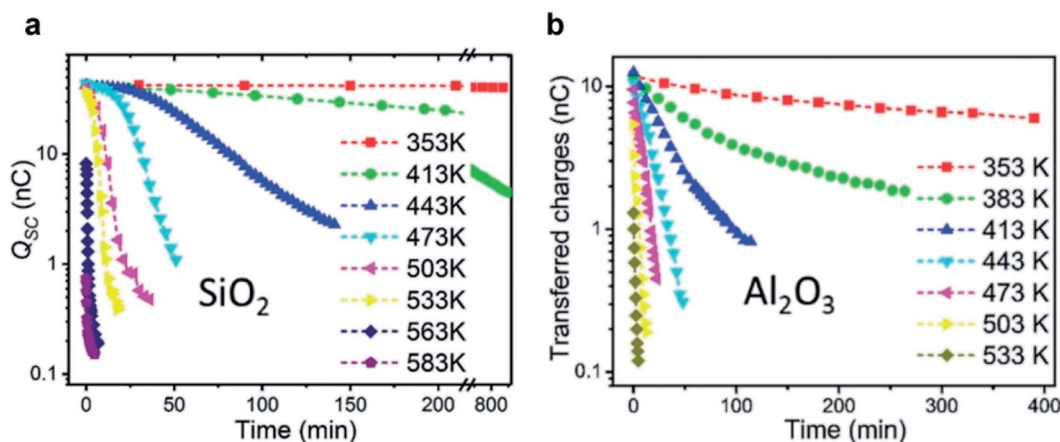 a
Q_SC (nC)
10
1
0.1
353K
413K
443K
473K
503K
533K
563K
583K
SiO₂
0 50 100 150 200 800
Time (min)
b
Transferred charges (nC)
10
1
0.1
353 K
383 K
413 K
443 K
473 K
503 K
533 K
Al₂O₃
0 100 200 300 400
Time (min)